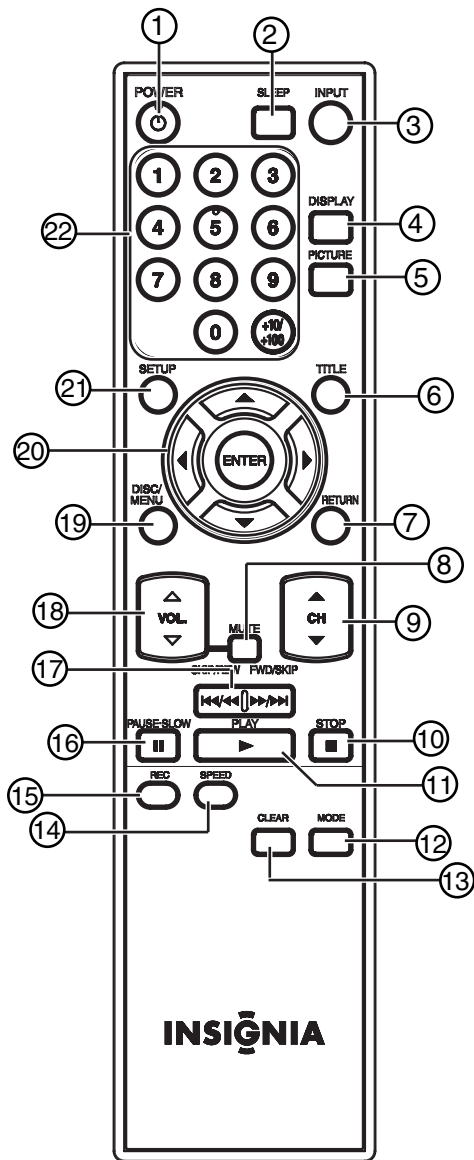 ① ②
POWER SLEEP INPUT
③
1 2 3
DISPLAY
㉒ 4 5 6 ④
PICTURE
7 8 9 ⑤
0 +10/
+100
SETUP TITLE
㉑ ⑥
⑳ ENTER
DISC/
MENU RETURN
⑲ ⑦
⑧
⑱ VOL. CH ⑨
MUTE
⑰ SKIP/REW FWD/SKIP
PAUSE·SLOW PLAY STOP
⑯ ⑩
⑪
REC SPEED
⑮ ⑭
CLEAR MODE
⑫
⑬
INSIGNIA